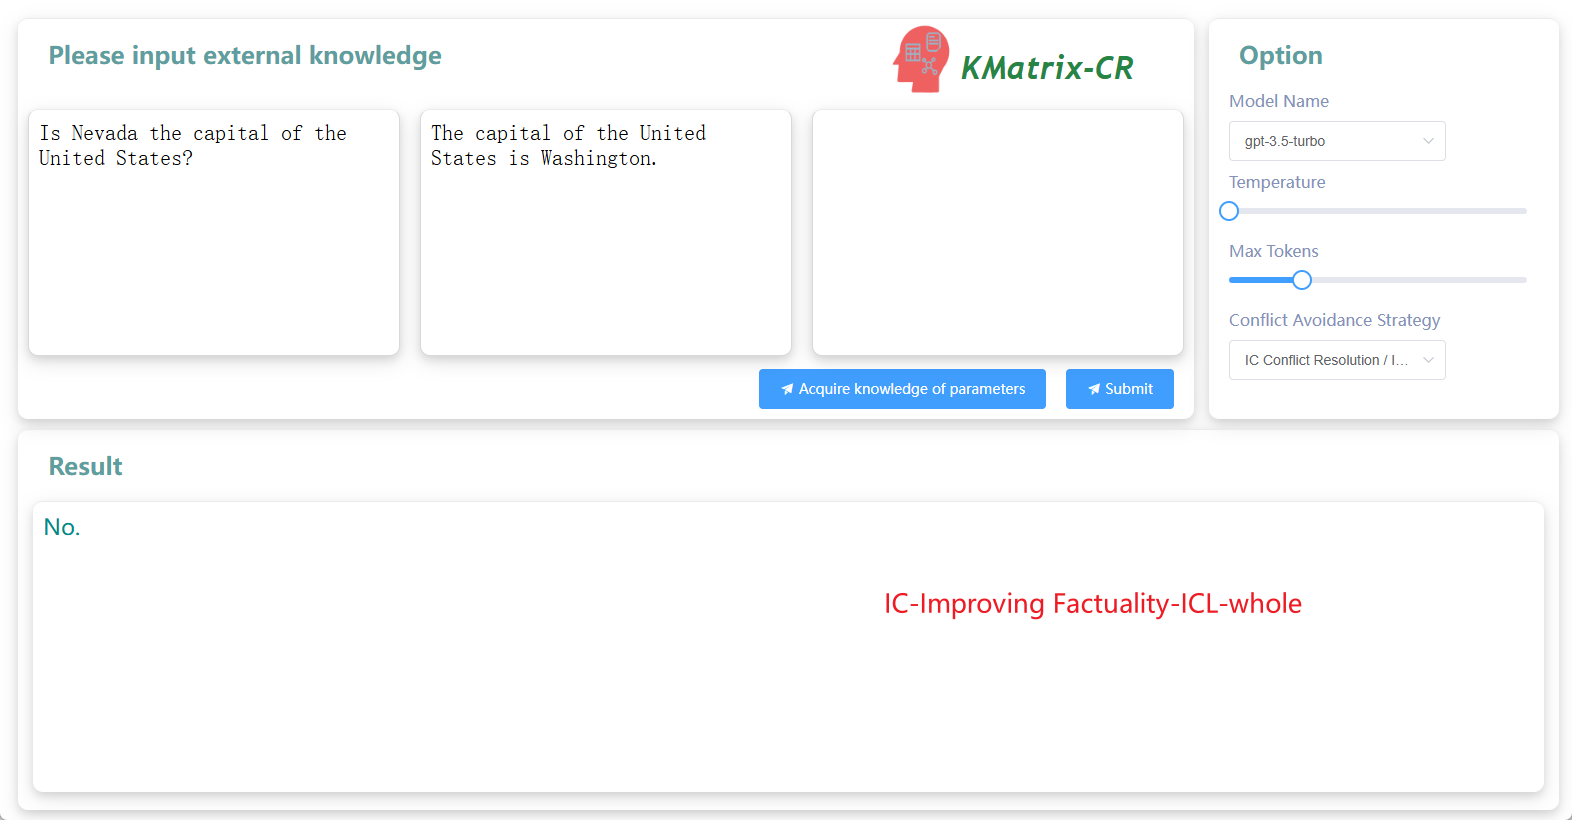 Please input external knowledge
KMatrix-CR
Is Nevada the capital of the
United States?
The capital of the United
States is Washington.
Acquire knowledge of parameters
Submit
Option
Model Name
gpt-3.5-turbo
Temperature
Max Tokens
Conflict Avoidance Strategy
IC Conflict Resolution / I...
Result
No.
IC-Improving Factuality-ICL-whole